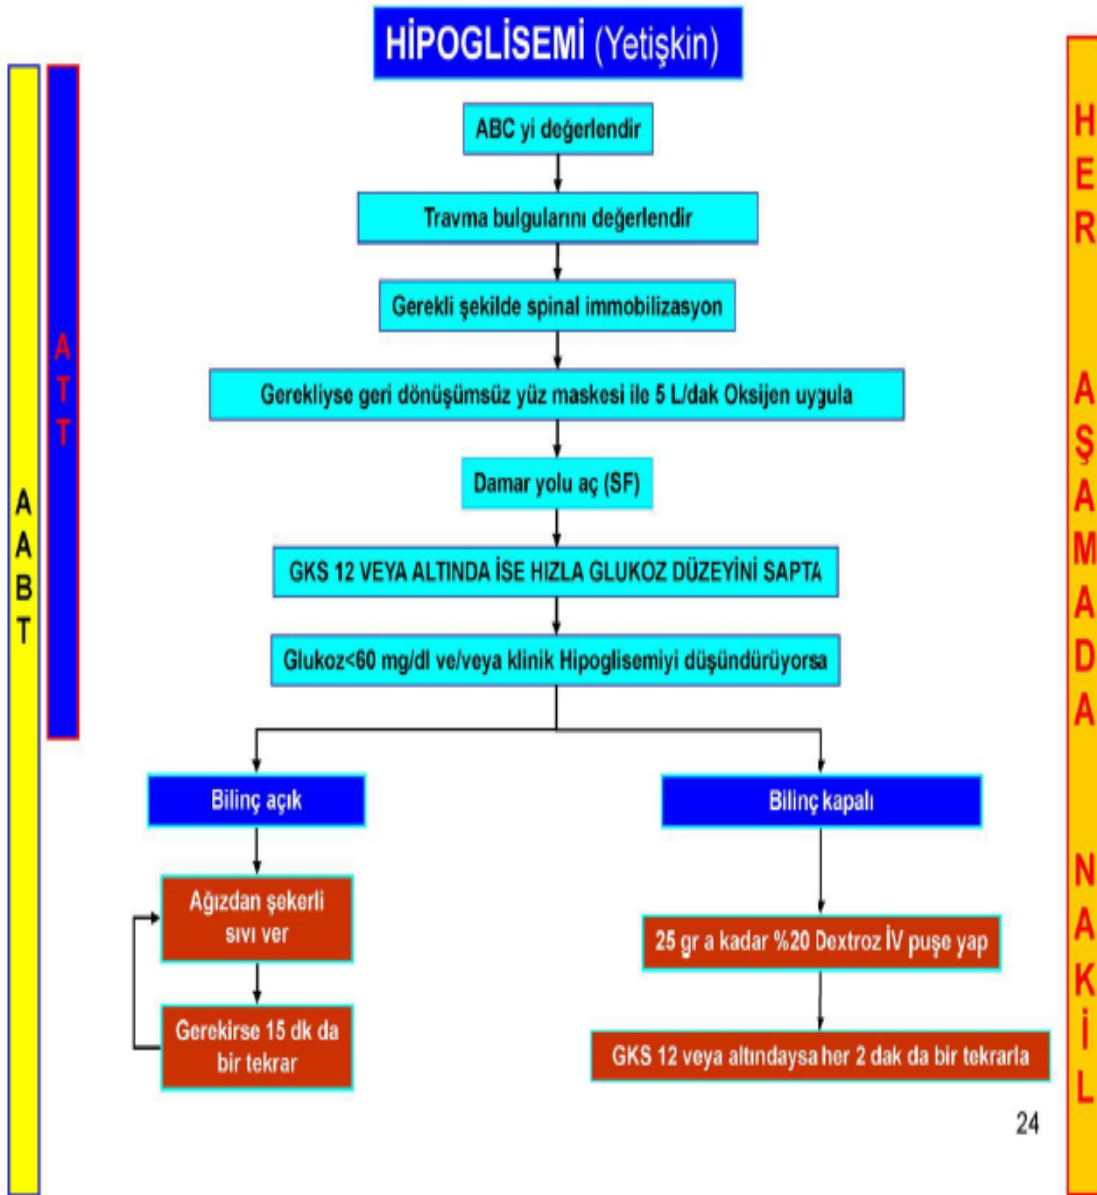 HİPOGLİSEMİ (Yetişkin)
ABC yi değerlendir
Travma bulgularını değerlendir
Gerekli şekilde spinal immobilizasyon
Gerekliyse geri dönüşümsüz yüz maskesi ile 5 L/dak Oksijen uygula
Damar yolu aç (SF)
GKS 12 VEYA ALTINDA İSE HIZLA GLUKOZ DÜZEYİNİ SAPTA
Glukoz<60 mg/dl ve/veya klinik Hipoglisemiyi düşündürüyorsa
Bilinç açık
Ağızdan şekerli
sıvı ver
Gerekirse 15 dk da
bir tekrar
Bilinç kapalı
25 gr a kadar %20 Dextroz İV puşe yap
GKS 12 veya altındaysa her 2 dak da bir tekrarla
AABT
ATT
HER AŞAMADA NAKİL
24